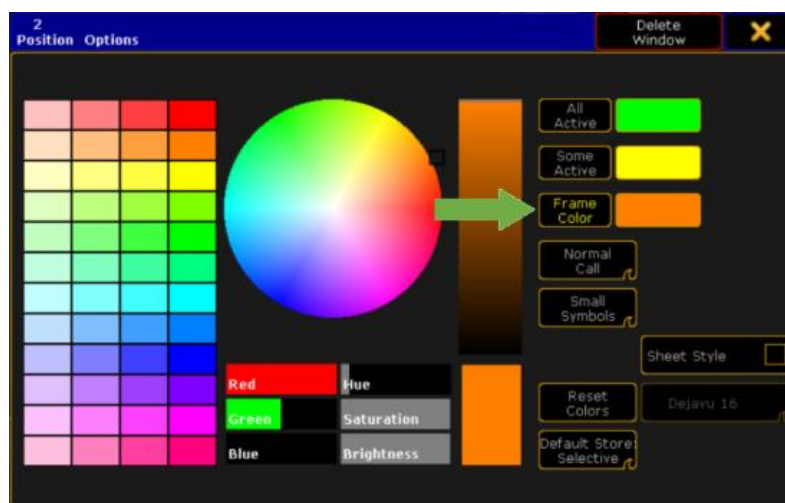 2
Position Options
Delete
Window
All
Active
Some
Active
Frame
Color
Normal
Call
Small
Symbols
Sheet Style
Red
Hue
Green
Saturation
Blue
Brightness
Reset
Colors
Dejavu 16
Default Store:
Selective